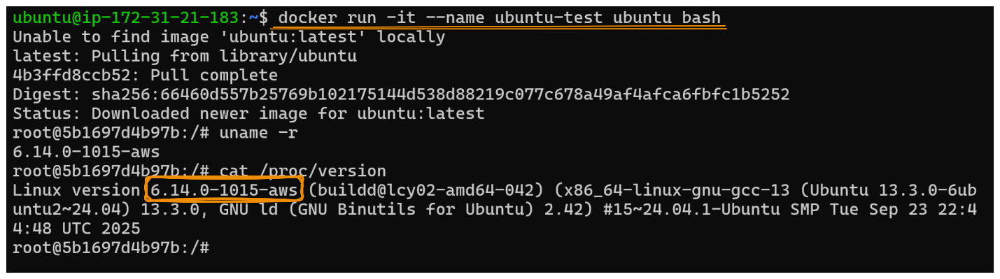 ubuntu@ip-172-31-21-183:~$ docker run -it --name ubuntu-test ubuntu bash
Unable to find image 'ubuntu:latest' locally
latest: Pulling from library/ubuntu
4b3ffd8ccb52: Pull complete
Digest: sha256:66460d557b25769b102175144d538d88219c077c678a49af4afca6fbfc1b5252
Status: Downloaded newer image for ubuntu:latest
root@5b1697d4b97b:/# uname -r
6.14.0-1015-aws
root@5b1697d4b97b:/# cat /proc/version
Linux version 6.14.0-1015-aws (buildd@lcy02-amd64-042) (x86_64-linux-gnu-gcc-13 (Ubuntu 13.3.0-6ub
untu2~24.04) 13.3.0, GNU ld (GNU Binutils for Ubuntu) 2.42) #15~24.04.1-Ubuntu SMP Tue Sep 23 22:4
4:48 UTC 2025
root@5b1697d4b97b:/#